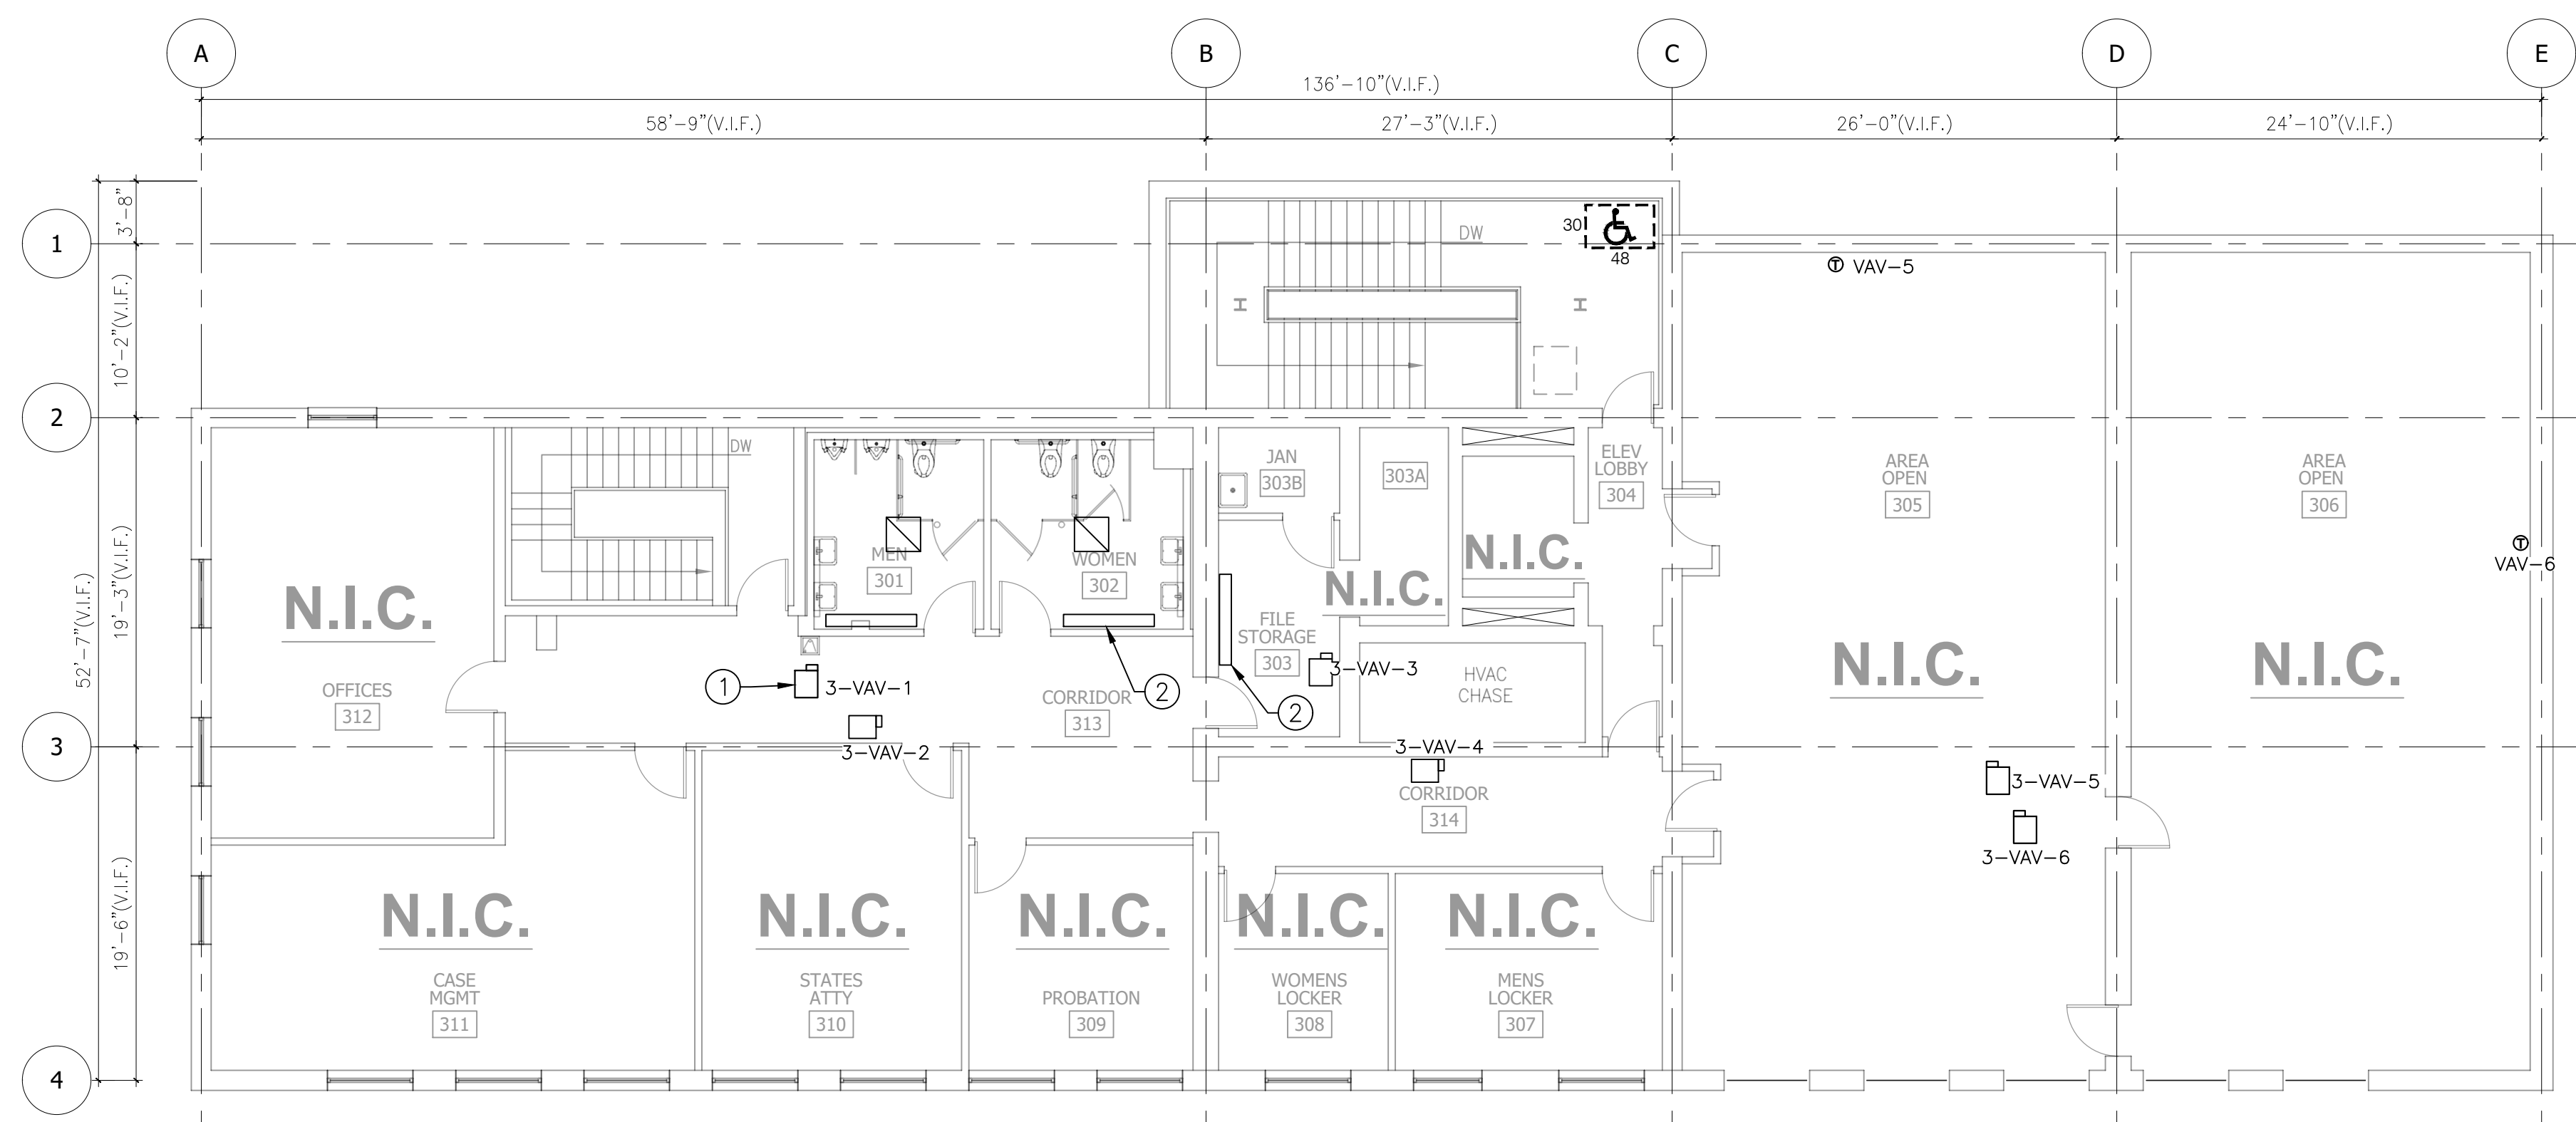 A
B
C
D
E
136'-10"(V.I.F.)
58'-9"(V.I.F.)
27'-3"(V.I.F.)
26'-0"(V.I.F.)
24'-10"(V.I.F.)
3'-8"
1
30
48
DW
H
H
VAV-5
10'-2"(V.I.F.)
2
DW
JAN
303B
303A
ELEV
LOBBY
304
AREA
OPEN
305
AREA
OPEN
306
MEN
301
WOMEN
302
N.I.C.
N.I.C.
N.I.C.
VAV-6
52'-7"(V.I.F.)
19'-3"(V.I.F.)
FILE
STORAGE
303
3-VAV-3
HVAC
CHASE
N.I.C.
N.I.C.
OFFICES
312
1
3-VAV-1
CORRIDOR
313
2
2
3
3-VAV-2
3-VAV-4
CORRIDOR
314
3-VAV-5
3-VAV-6
19'-6"(V.I.F.)
N.I.C.
N.I.C.
N.I.C.
N.I.C.
N.I.C.
CASE
MGMT
311
STATES
ATTY
310
PROBATION
309
WOMENS
LOCKER
308
MENS
LOCKER
307
4